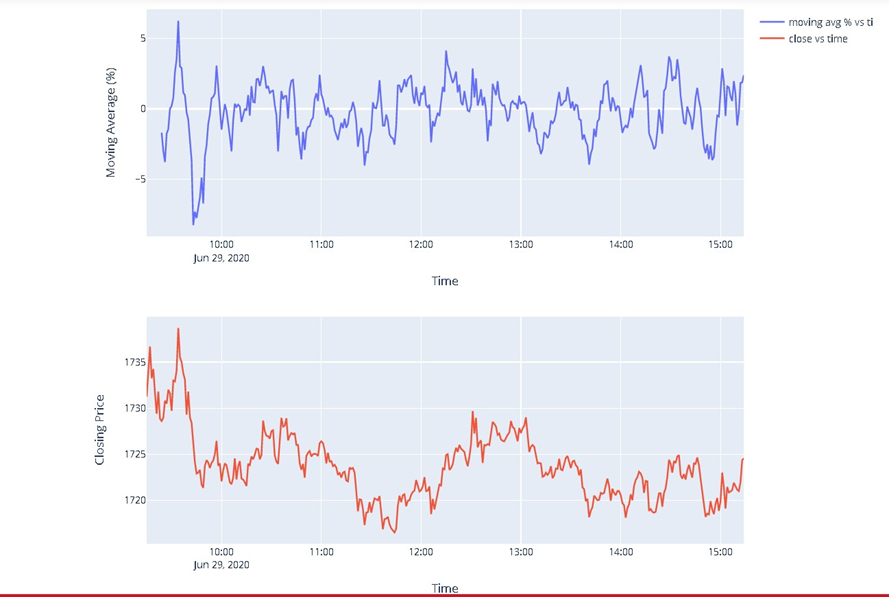 moving avg % vs ti
close vs time
Moving Average (%)
5
0
−5
10:00
11:00
12:00
13:00
14:00
15:00
Jun 29, 2020
Time
Closing Price
1735
1730
1725
1720
10:00
11:00
12:00
13:00
14:00
15:00
Jun 29, 2020
Time